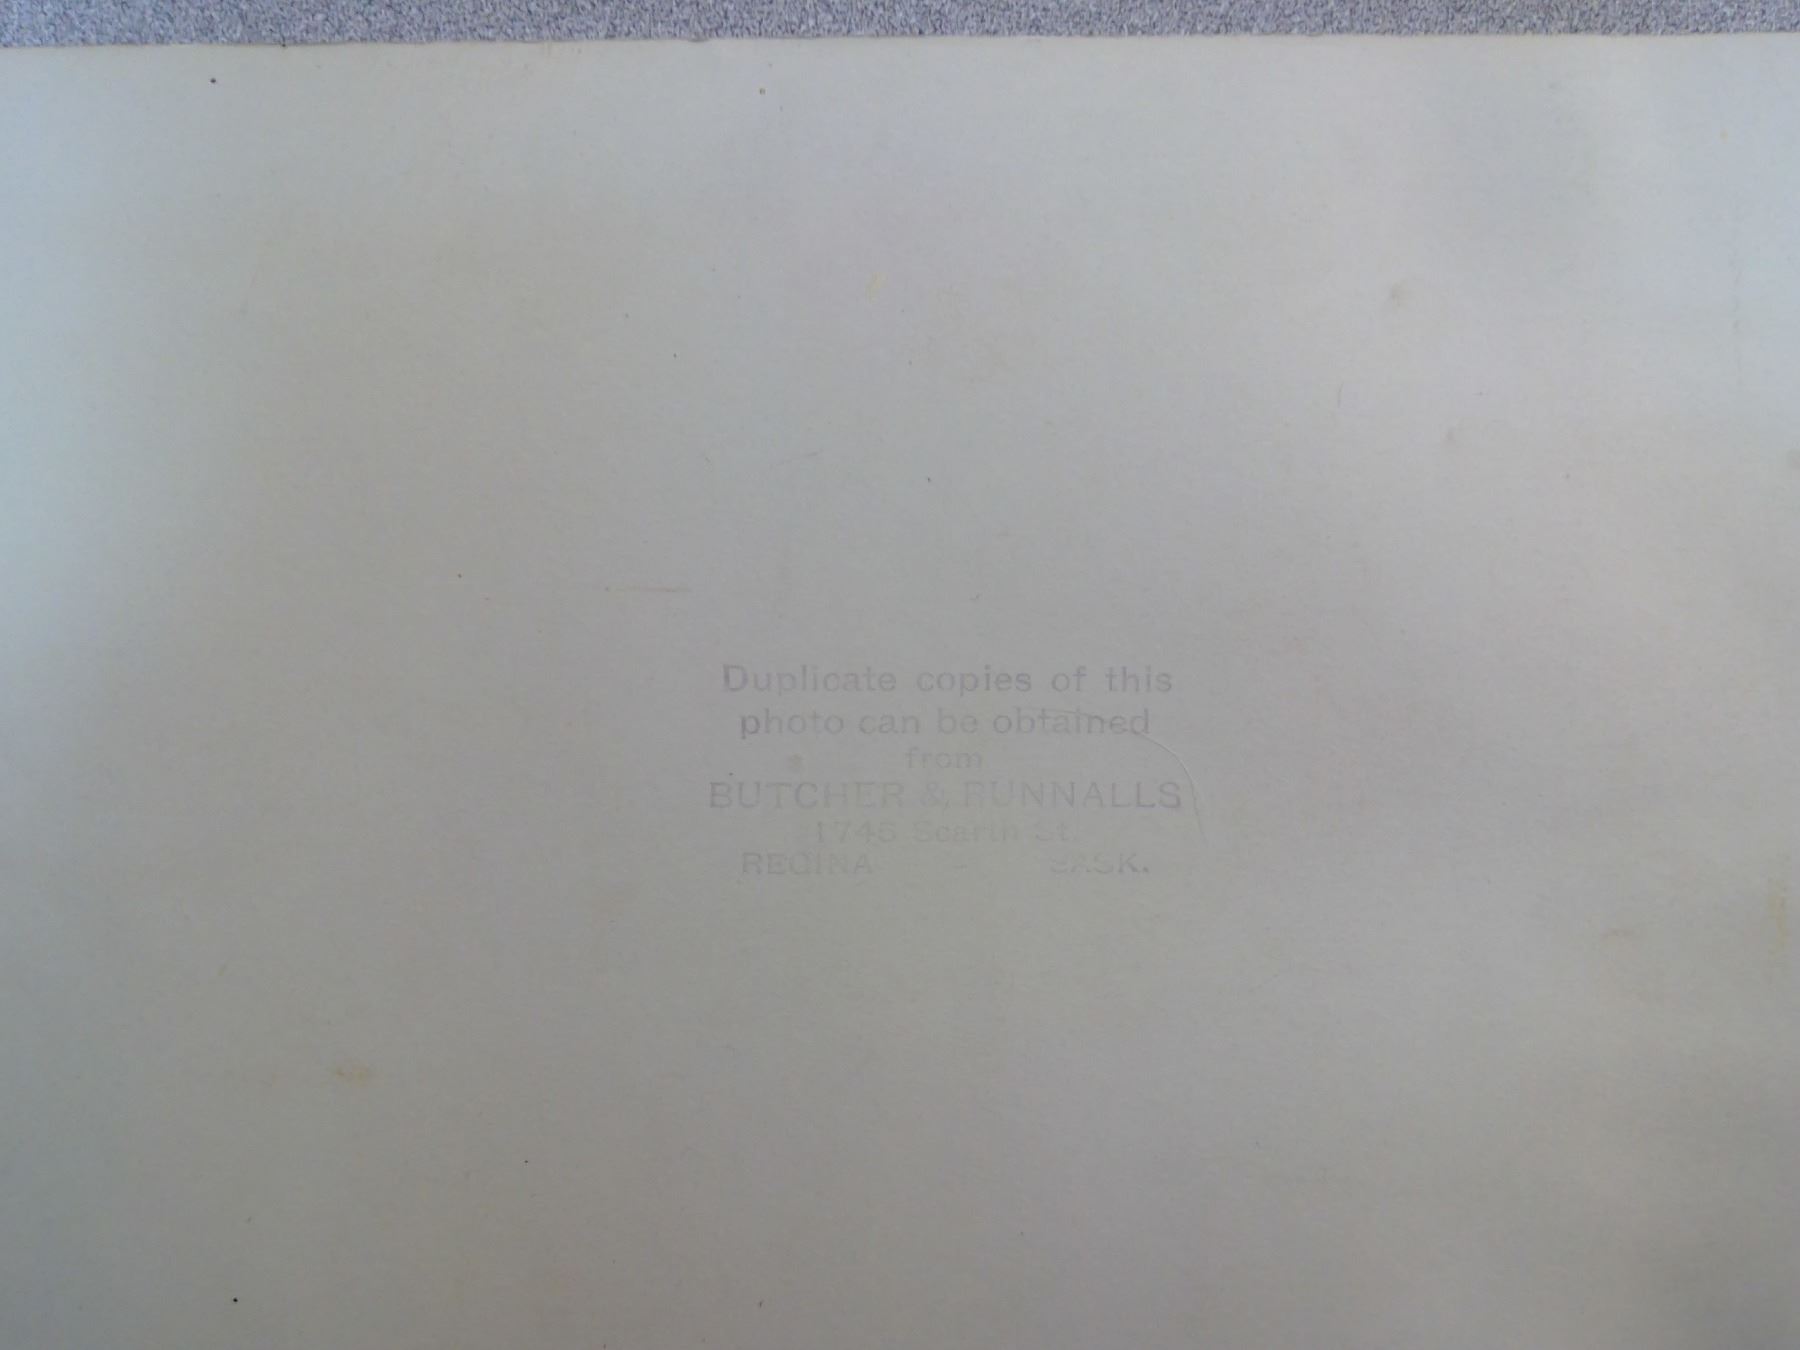 Duplicate copies of this
photo can be obtained
from
BUTCHER & RUNNALLS
1745 Scarth St.
REGINA - SASK.